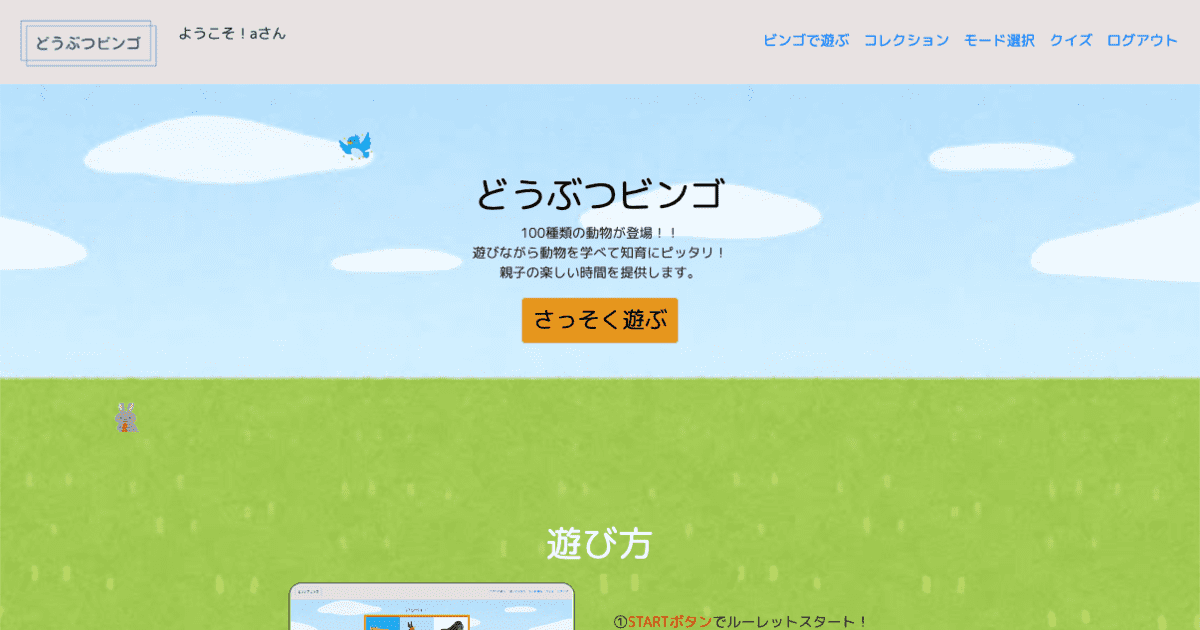 どうぶつビンゴ
ようこそ！aさん
ビンゴで遊ぶ コレクション モード選択 クイズ ログアウト
どうぶつビンゴ
100種類の動物が登場！！
遊びながら動物を学べて知育にピッタリ！
親子の楽しい時間を提供します。
さっそく遊ぶ
遊び方
①STARTボタンでルーレットスタート！